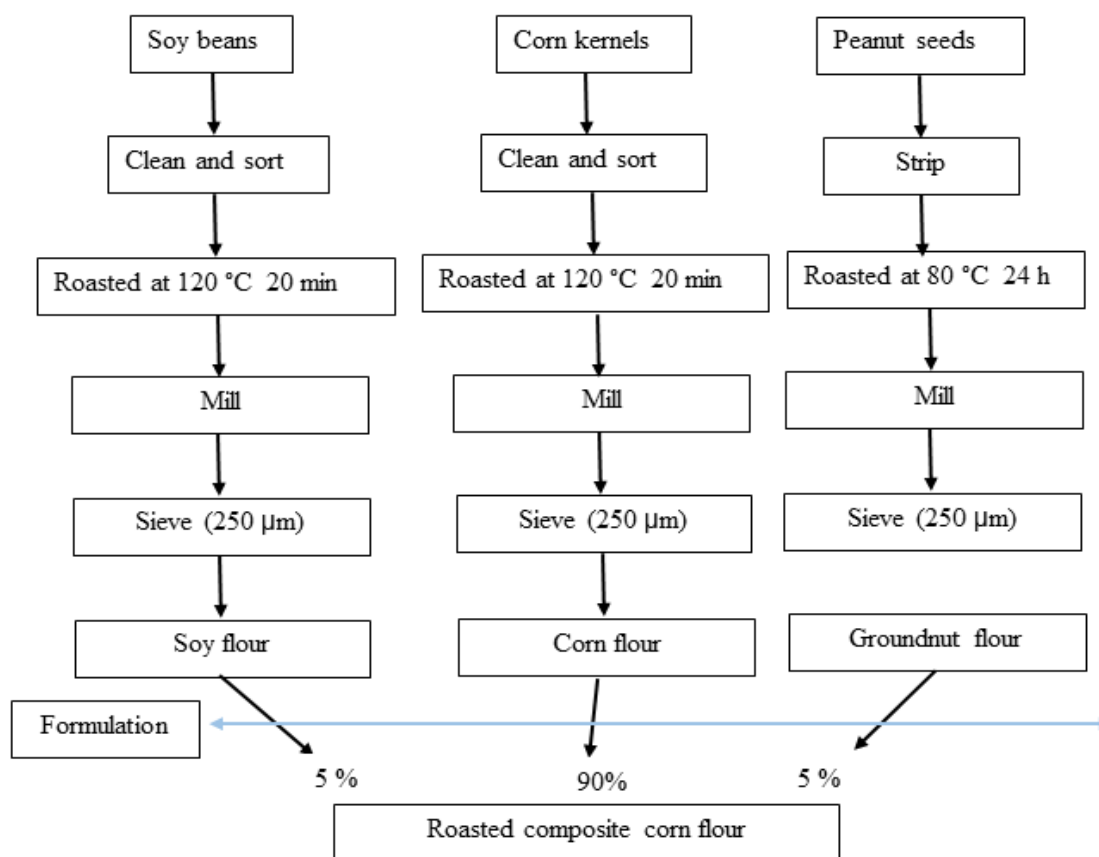 Soy beans
Corn kernels
Peanut seeds
Clean and sort
Clean and sort
Strip
Roasted at 120 °C 20 min
Roasted at 120 °C 20 min
Roasted at 80 °C 24 h
Mill
Mill
Mill
Sieve (250 µm)
Sieve (250 µm)
Sieve (250 µm)
Soy flour
Corn flour
Groundnut flour
Formulation
5 %
90%
5 %
Roasted composite corn flour